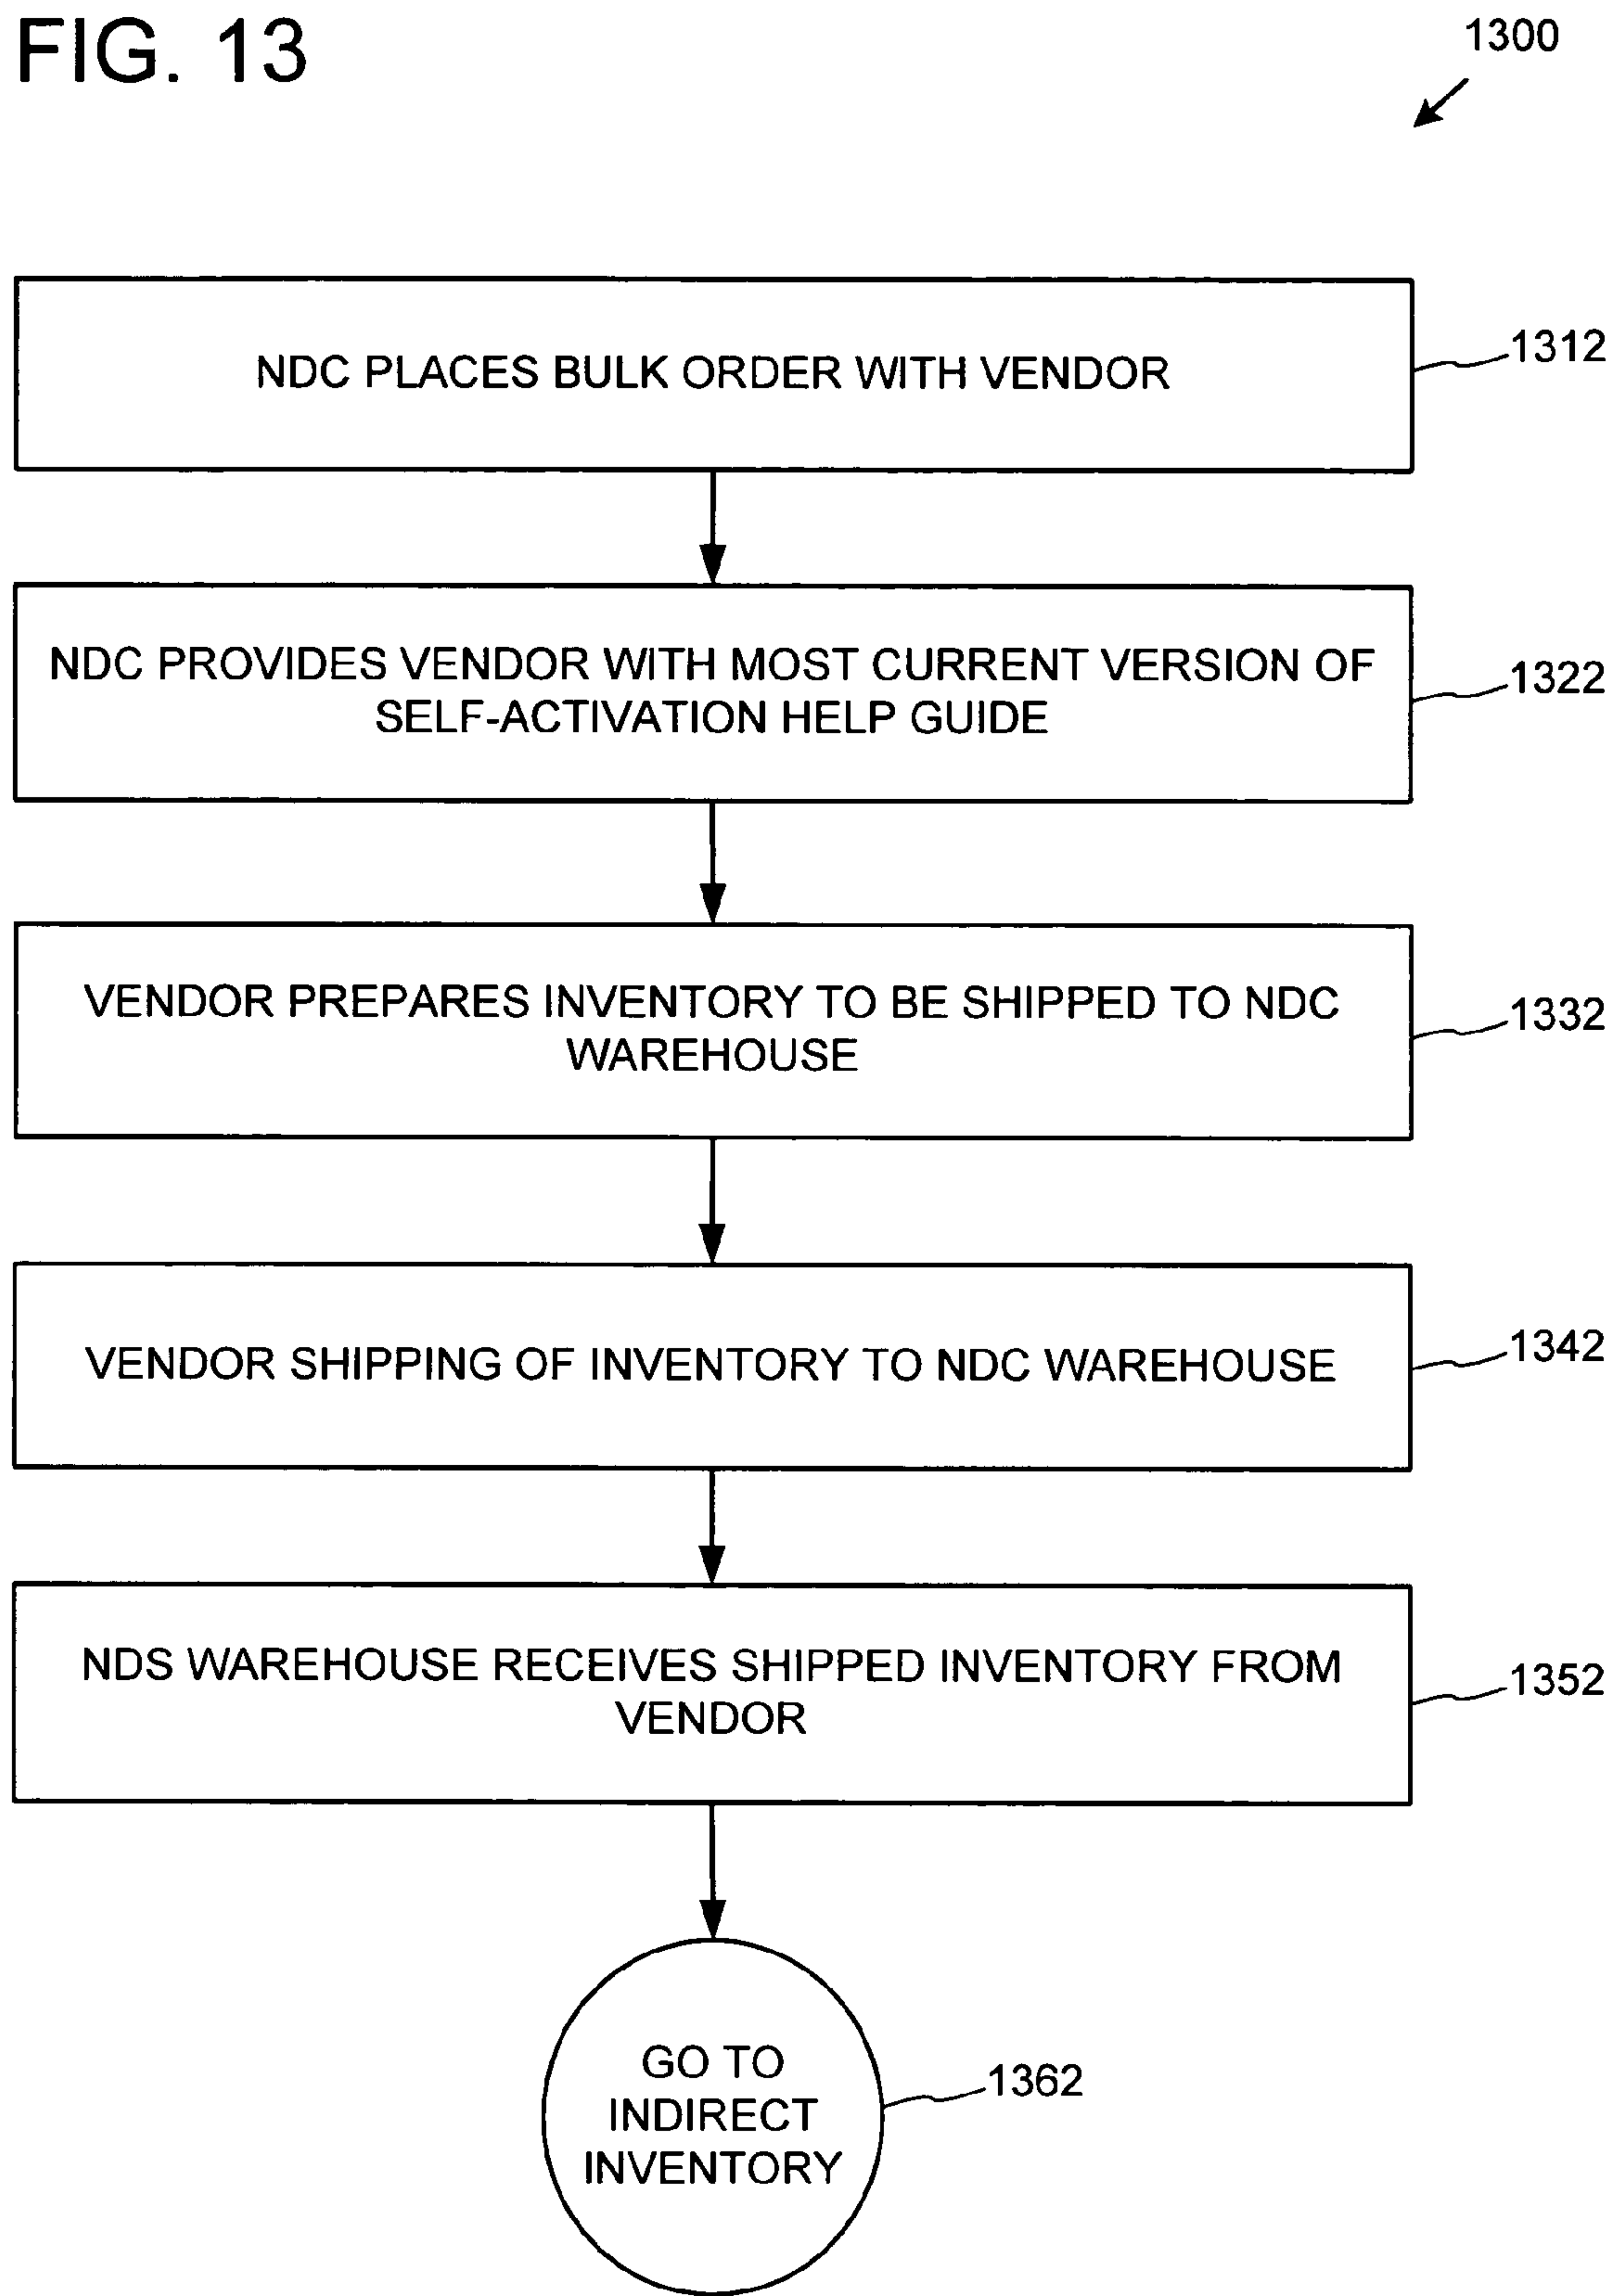 FIG. 13
1300
NDC PLACES BULK ORDER WITH VENDOR
1312
NDC PROVIDES VENDOR WITH MOST CURRENT VERSION OF
SELF-ACTIVATION HELP GUIDE
1322
VENDOR PREPARES INVENTORY TO BE SHIPPED TO NDC
WAREHOUSE
1332
VENDOR SHIPPING OF INVENTORY TO NDC WAREHOUSE
1342
NDS WAREHOUSE RECEIVES SHIPPED INVENTORY FROM
VENDOR
1352
GO TO
INDIRECT
INVENTORY
1362